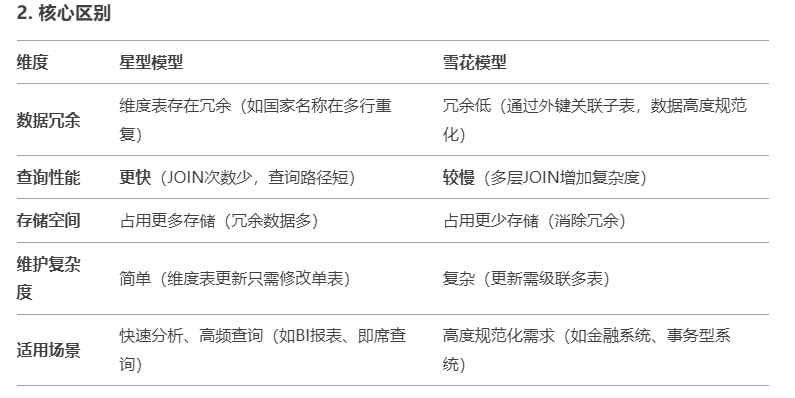 2. 核心区别
维度 星型模型 雪花模型
维度表存在冗余（如国家名称在多行重 冗余低（通过外键关联子表，数据高度规范
数据冗余
复） 化）
查询性能 更快（JOIN次数少，查询路径短） 较慢（多层JOIN增加复杂度）
存储空间 占用更多存储（冗余数据多） 占用更少存储（消除冗余）
维护复杂
简单（维度表更新只需修改单表） 复杂（更新需级联多表）
度
快速分析、高频查询（如BI报表、即席查 高度规范化需求（如金融系统、事务型系
适用场景
询） 统）